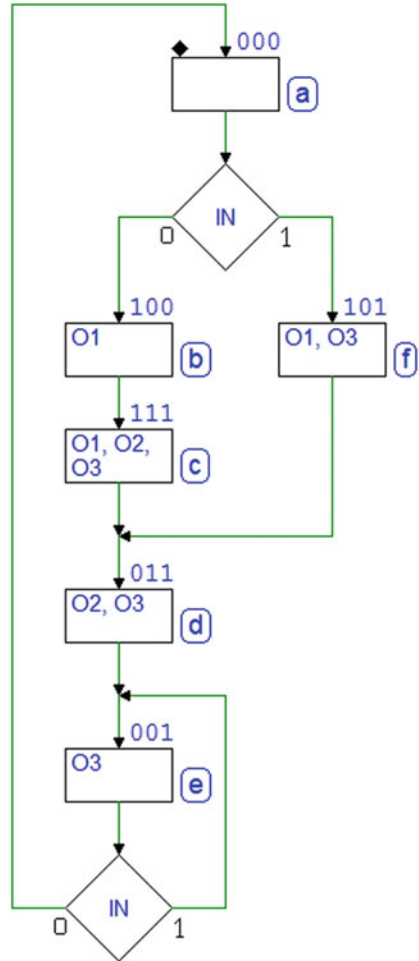 000
a
IN
0 1
100
O1
b
101
O1, O3
f
111
O1, O2,
O3
c
011
O2, O3
d
001
O3
e
IN
0 1